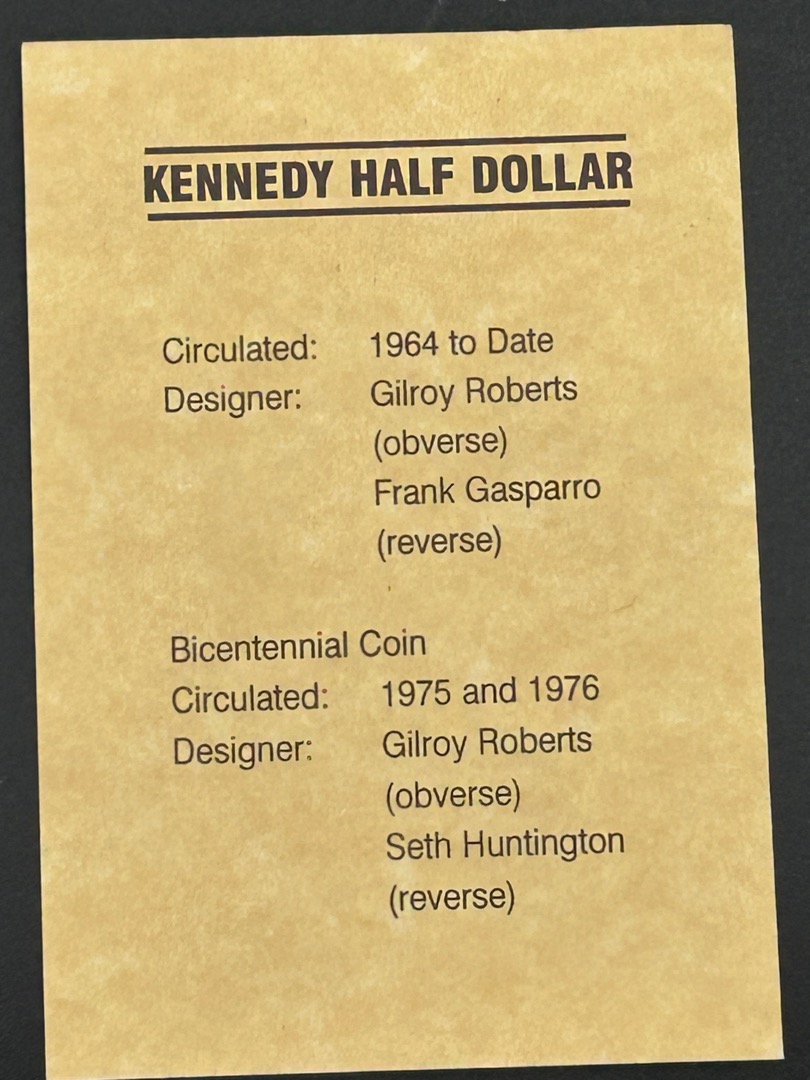 KENNEDY HALF DOLLAR
Circulated: 1964 to Date
Designer: Gilroy Roberts
(obverse)
Frank Gasparro
(reverse)
Bicentennial Coin
Circulated: 1975 and 1976
Designer: Gilroy Roberts
(obverse)
Seth Huntington
(reverse)